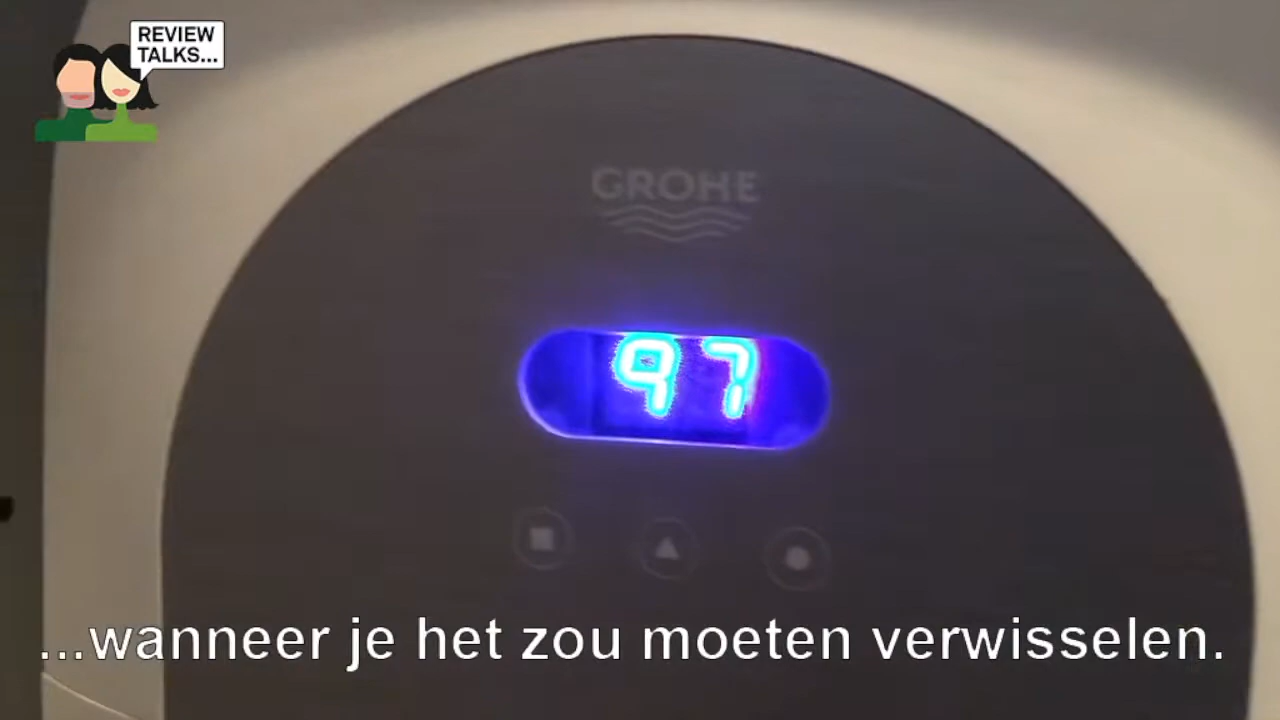 REVIEW
TALKS...
GROHE
97
...wanneer je het zou moeten verwisselen.